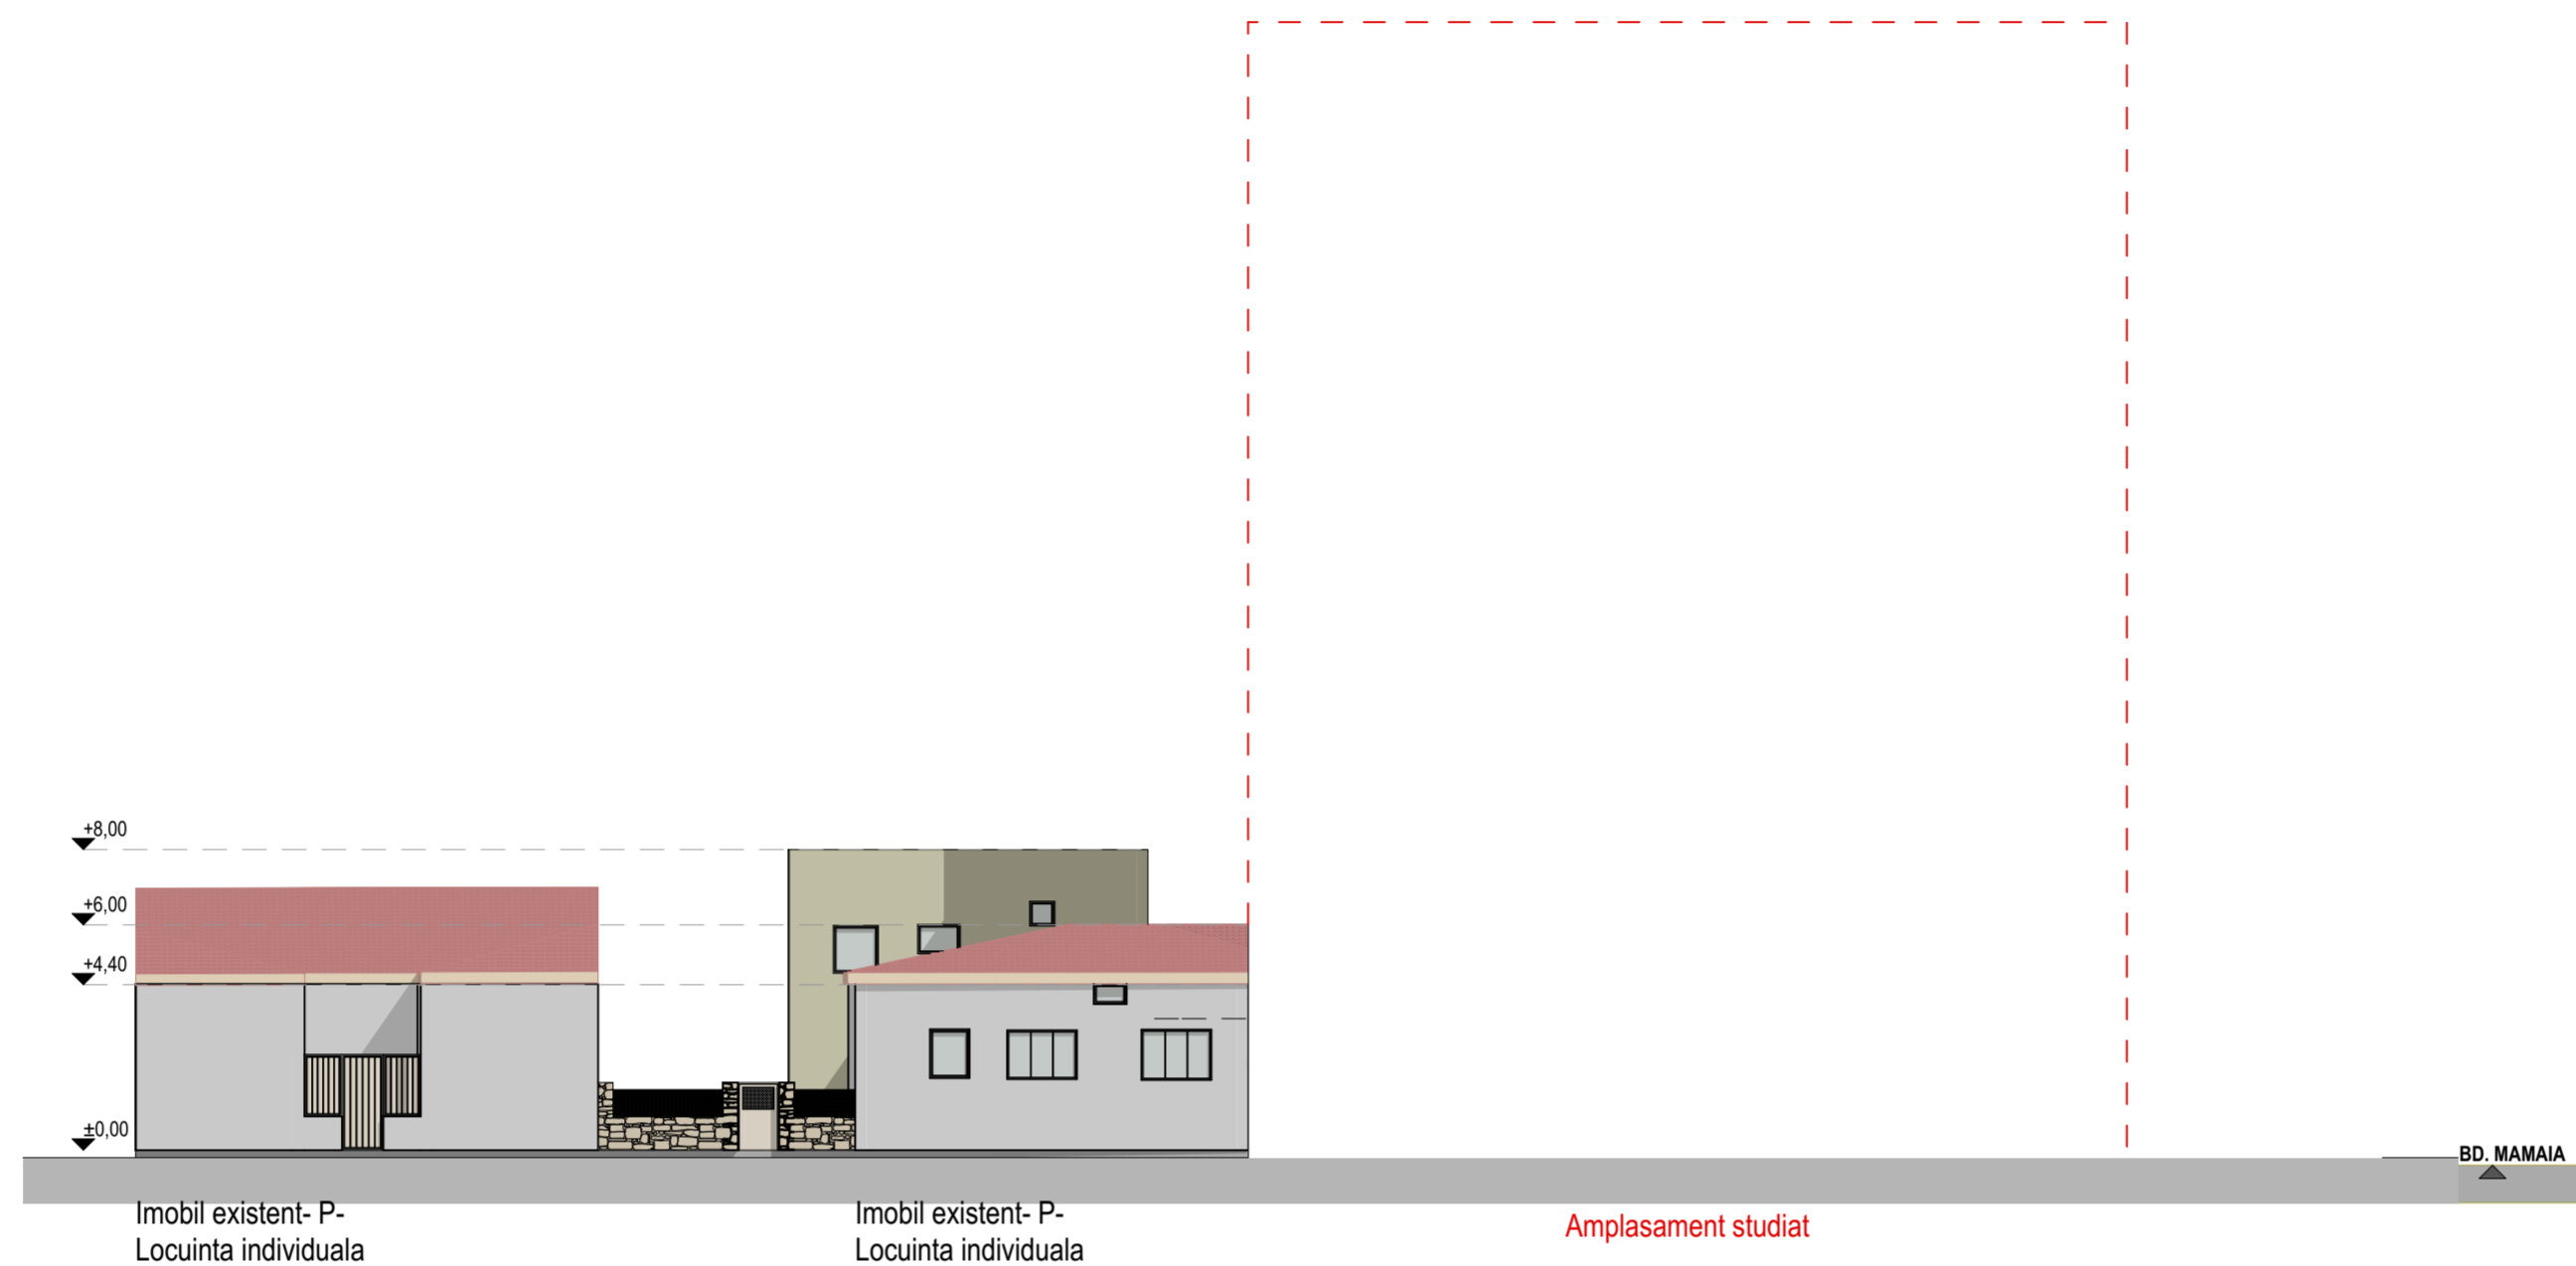 +8,00
+6,00
+4,40
±0,00
BD. MAMAIA
Imobil existent- P-
Locuinta individuala
Imobil existent- P-
Locuinta individuala
Amplasament studiat